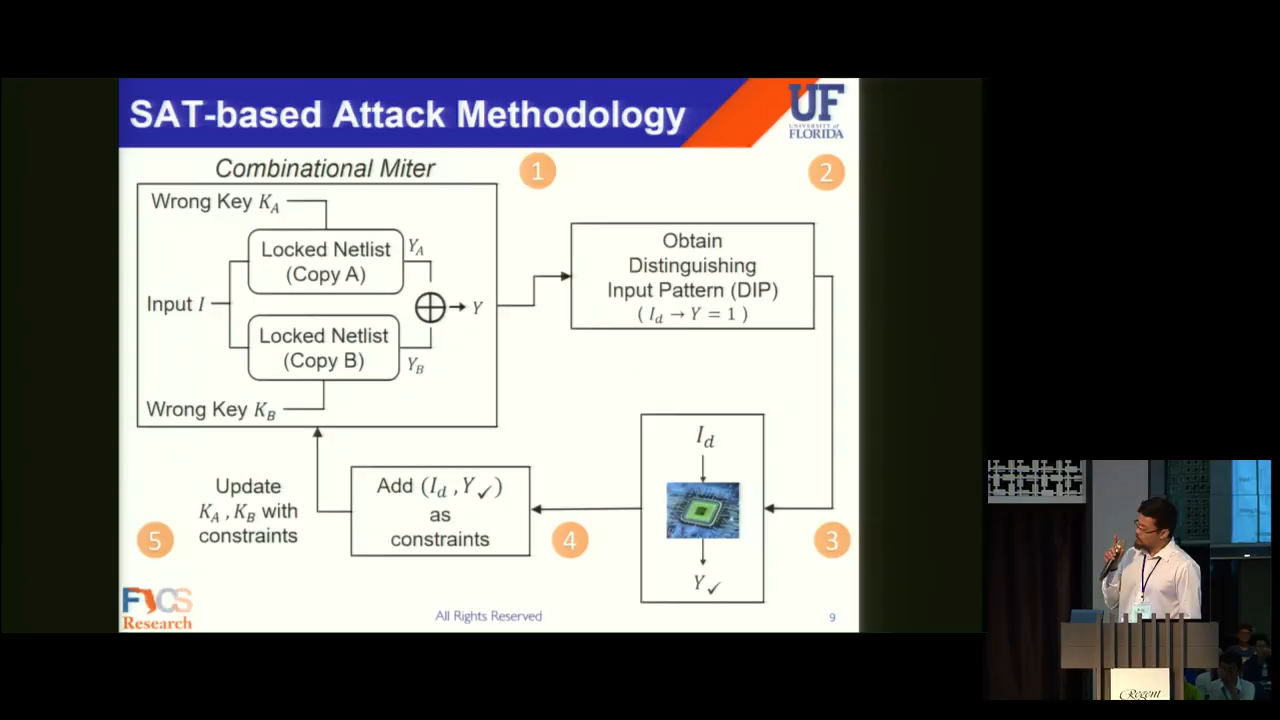 SAT-based Attack Methodology
UF
UNIVERSITY of
FLORIDA
Combinational Miter
1
2
Wrong Key K_A
Locked Netlist
(Copy A)
Y_A
Input I
Y
Locked Netlist
(Copy B)
Y_B
Wrong Key K_B
Obtain
Distinguishing
Input Pattern (DIP)
( I_d → Y = 1 )
I_d
Y✓
3
Add (I_d , Y✓)
as
constraints
4
Update
K_A , K_B with
constraints
5
FICS
Research
All Rights Reserved
9
Regent